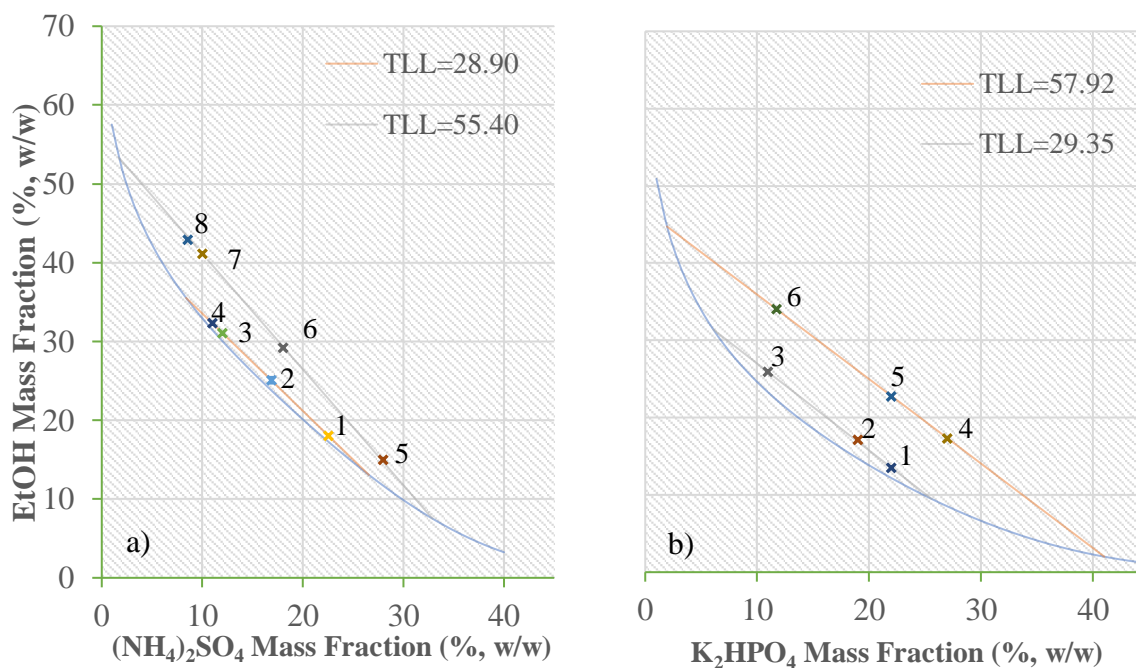 EtOH Mass Fraction (%, w/w)
70
60
50
40
30
20
10
0
TLL=28.90
TLL=55.40
8
7
4
3
6
2
1
5
a)
0 10 20 30 40
(NH₄)₂SO₄ Mass Fraction (%, w/w)
TLL=57.92
TLL=29.35
6
3
5
2
4
1
b)
0 10 20 30 40
K₂HPO₄ Mass Fraction (%, w/w)